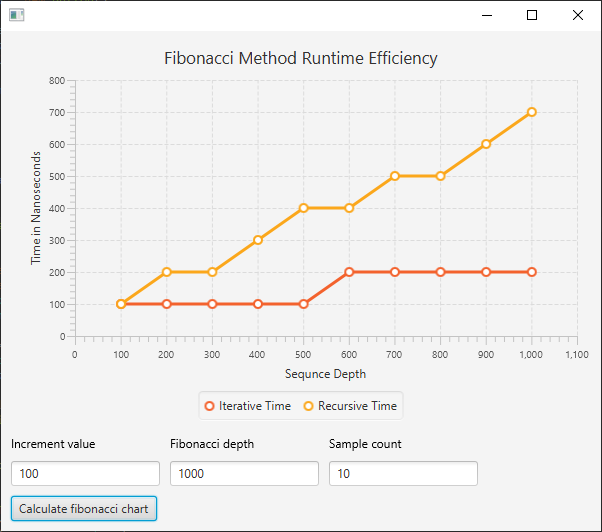 Fibonacci Method Runtime Efficiency
800
700
600
500
400
300
200
100
0
Time in Nanoseconds
0 100 200 300 400 500 600 700 800 900 1,000 1,100
Sequnce Depth
Iterative Time Recursive Time
Increment value Fibonacci depth Sample count
100 1000 10
Calculate fibonacci chart